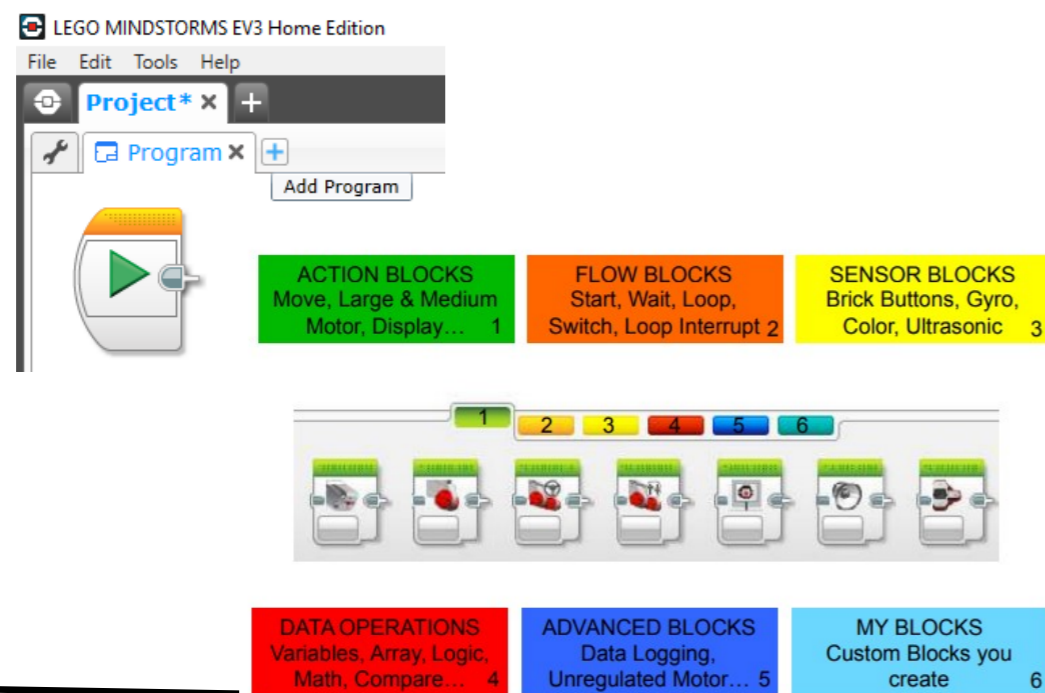 LEGO MINDSTORMS EV3 Home Edition
File Edit Tools Help
Project* × +
Program × +
Add Program
ACTION BLOCKS
Move, Large & Medium
Motor, Display... 1
FLOW BLOCKS
Start, Wait, Loop,
Switch, Loop Interrupt 2
SENSOR BLOCKS
Brick Buttons, Gyro,
Color, Ultrasonic 3
1 2 3 4 5 6
DATA OPERATIONS
Variables, Array, Logic,
Math, Compare... 4
ADVANCED BLOCKS
Data Logging,
Unregulated Motor... 5
MY BLOCKS
Custom Blocks you
create 6